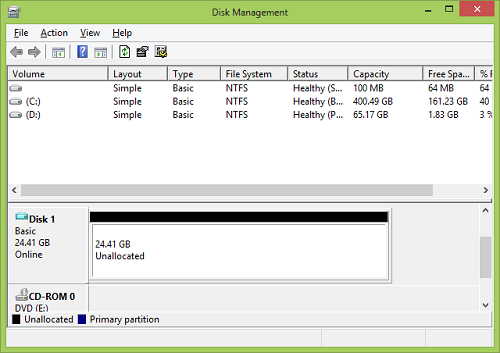 Disk Management
File Action View Help
Volume Layout Type File System Status Capacity Free Spa... % F
Simple Basic NTFS Healthy (S... 100 MB 64 MB 64
(C:) Simple Basic NTFS Healthy (B... 400.49 GB 161.23 GB 40
(D:) Simple Basic NTFS Healthy (P... 65.17 GB 1.83 GB 3 %
Disk 1
Basic
24.41 GB
Online
24.41 GB
Unallocated
CD-ROM 0
DVD (E:)
Unallocated Primary partition